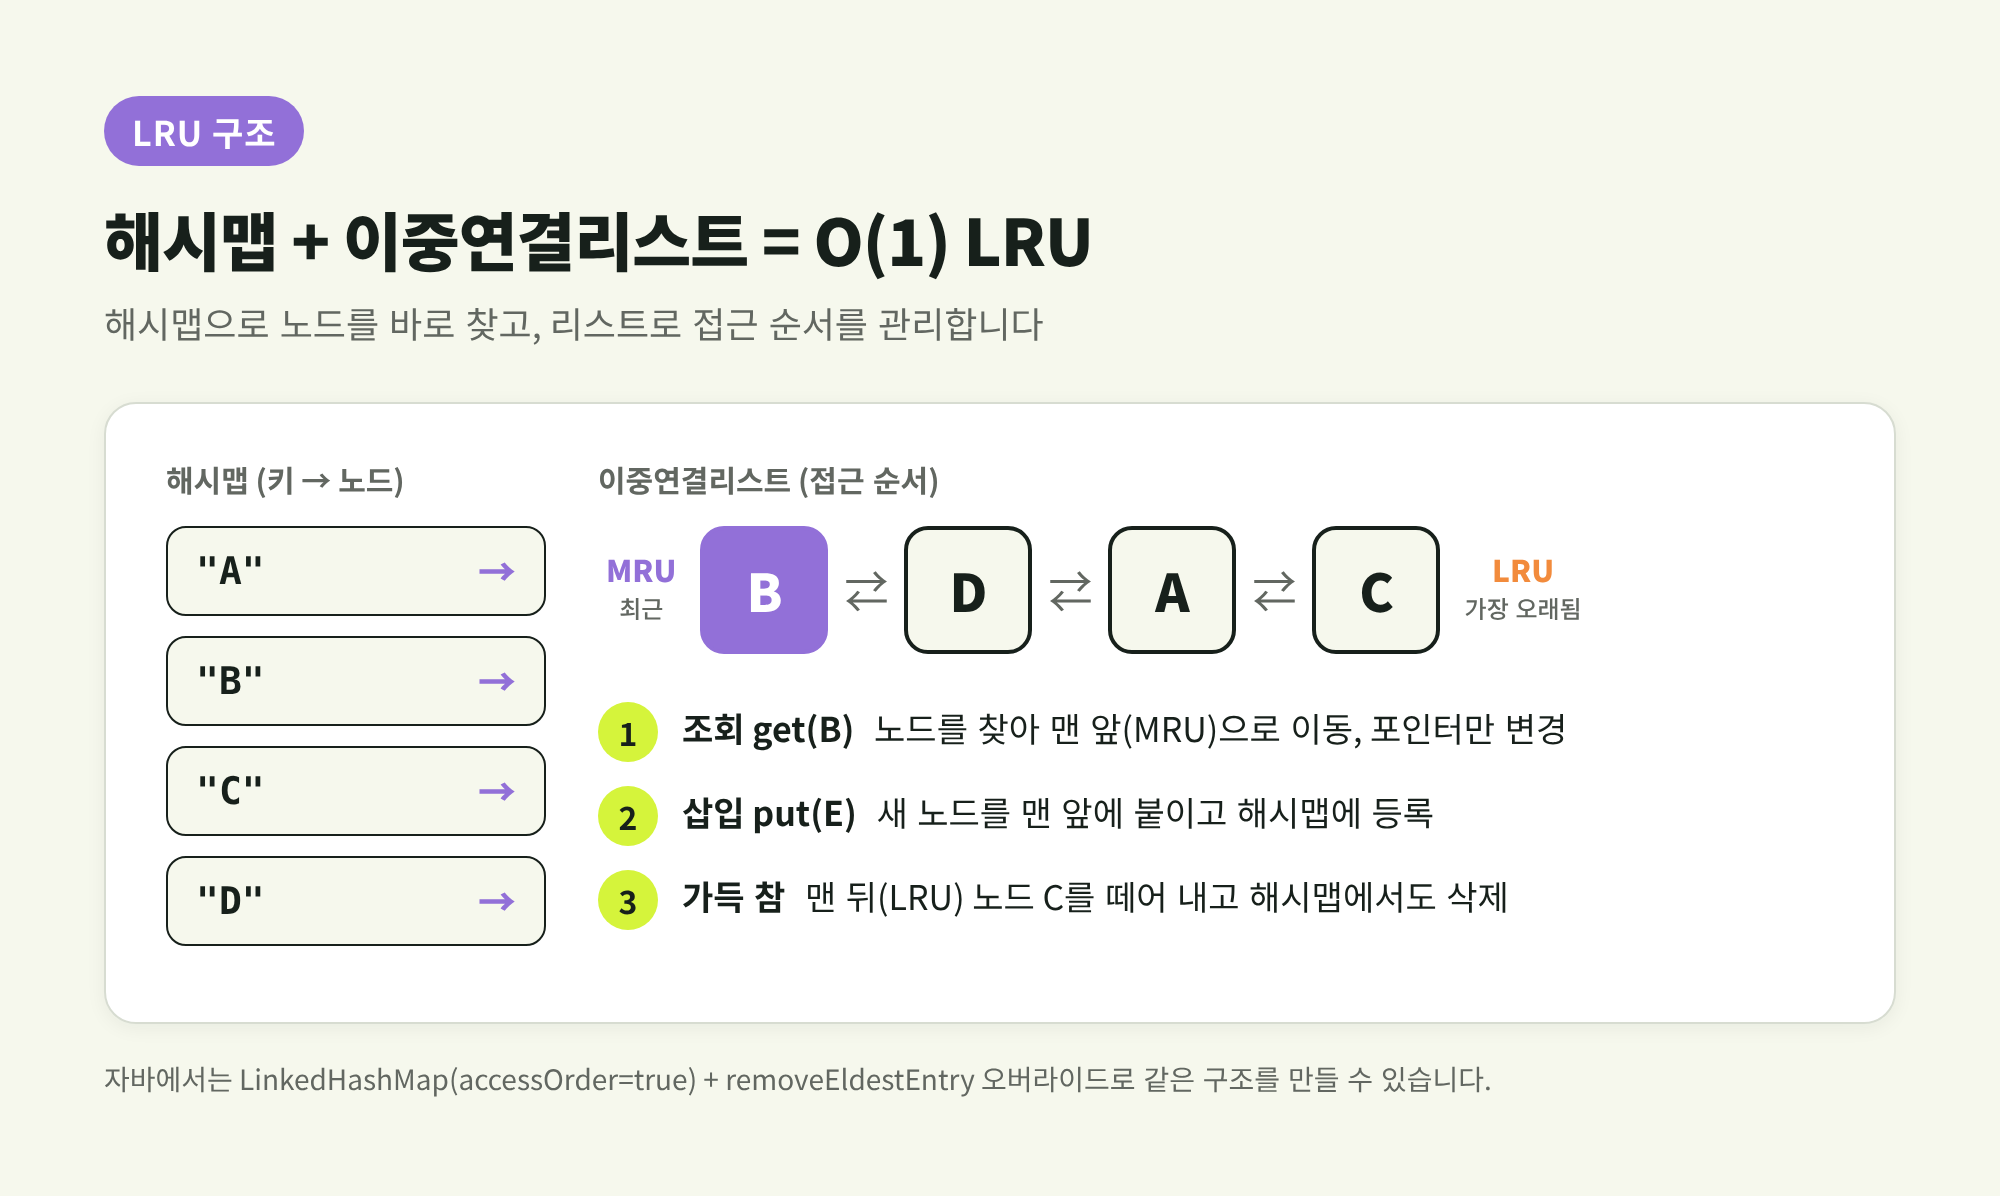 LRU 구조
해시맵 + 이중연결리스트 = O(1) LRU
해시맵으로 노드를 바로 찾고, 리스트로 접근 순서를 관리합니다
해시맵 (키 → 노드)
"A" →
"B" →
"C" →
"D" →
이중연결리스트 (접근 순서)
MRU
최근
B ⇄ D ⇄ A ⇄ C
LRU
가장 오래됨
1 조회 get(B) 노드를 찾아 맨 앞(MRU)으로 이동, 포인터만 변경
2 삽입 put(E) 새 노드를 맨 앞에 붙이고 해시맵에 등록
3 가득 참 맨 뒤(LRU) 노드 C를 떼어 내고 해시맵에서도 삭제
자바에서는 LinkedHashMap(accessOrder=true) + removeEldestEntry 오버라이드로 같은 구조를 만들 수 있습니다.